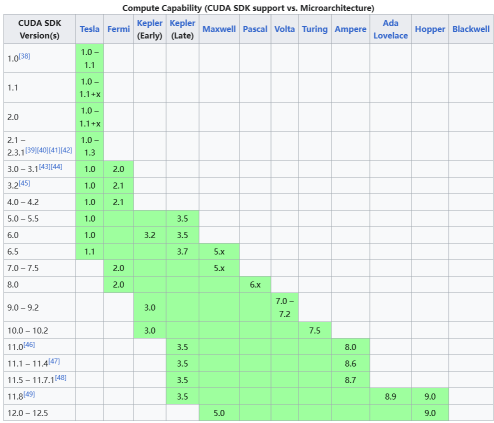 Compute Capability (CUDA SDK support vs. Microarchitecture)
CUDA SDK Version(s) Tesla Fermi Kepler (Early) Kepler (Late) Maxwell Pascal Volta Turing Ampere Ada Lovelace Hopper Blackwell
1.0[38] 1.0 – 1.1
1.1 1.0 – 1.1+x
2.0 1.0 – 1.1+x
2.1 – 2.3.1[39][40][41][42] 1.0 – 1.3
3.0 – 3.1[43][44] 1.0 2.0
3.2[45] 1.0 2.1
4.0 – 4.2 1.0 2.1
5.0 – 5.5 1.0 3.5
6.0 1.0 3.2 3.5
6.5 1.1 3.7 5.x
7.0 – 7.5 2.0 5.x
8.0 2.0 6.x
9.0 – 9.2 3.0 7.0 – 7.2
10.0 – 10.2 3.0 7.5
11.0[46] 3.5 8.0
11.1 – 11.4[47] 3.5 8.6
11.5 – 11.7.1[48] 3.5 8.7
11.8[49] 3.5 8.9 9.0
12.0 – 12.5 5.0 9.0